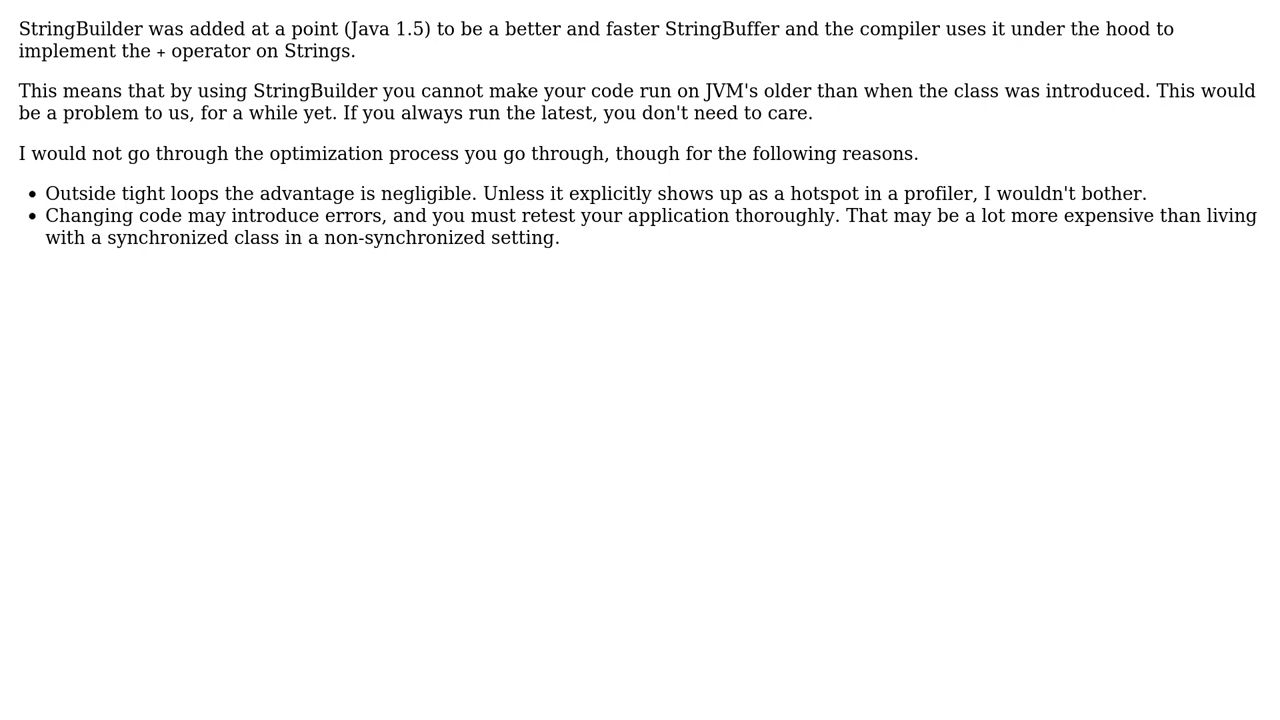 StringBuilder was added at a point (Java 1.5) to be a better and faster StringBuffer and the compiler uses it under the hood to
implement the + operator on Strings.
This means that by using StringBuilder you cannot make your code run on JVM's older than when the class was introduced. This would
be a problem to us, for a while yet. If you always run the latest, you don't need to care.
I would not go through the optimization process you go through, though for the following reasons.
• Outside tight loops the advantage is negligible. Unless it explicitly shows up as a hotspot in a profiler, I wouldn't bother.
• Changing code may introduce errors, and you must retest your application thoroughly. That may be a lot more expensive than living
with a synchronized class in a non-synchronized setting.